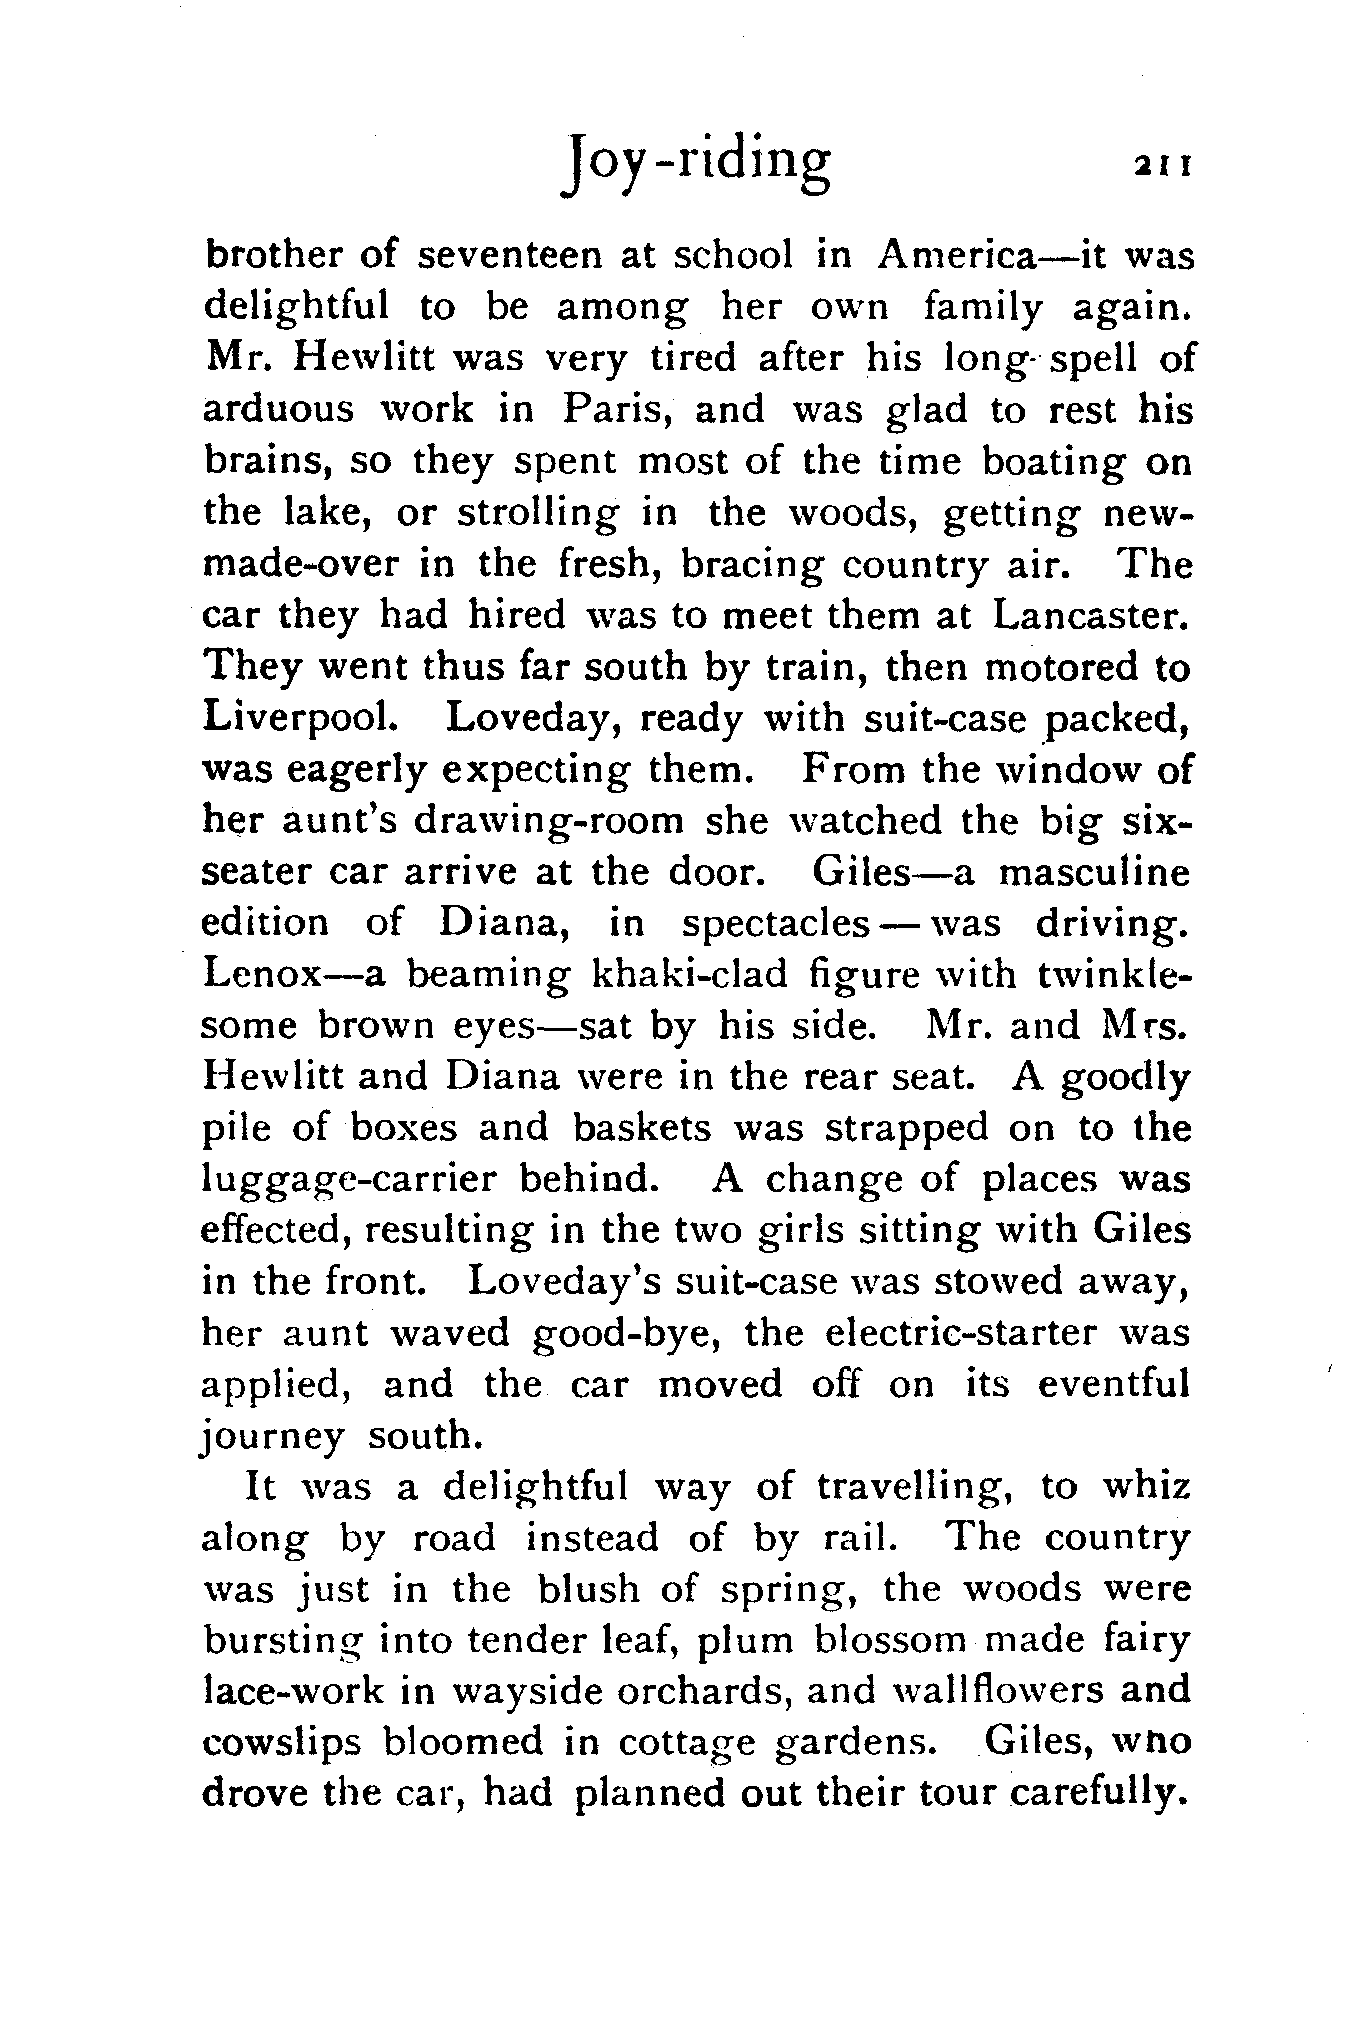 Joy-riding 211
brother of seventeen at school in America—it was
delightful to be among her own family again.
Mr. Hewlitt was very tired after his long spell of
arduous work in Paris, and was glad to rest his
brains, so they spent most of the time boating on
the lake, or strolling in the woods, getting new-
made-over in the fresh, bracing country air. The
car they had hired was to meet them at Lancaster.
They went thus far south by train, then motored to
Liverpool. Loveday, ready with suit-case packed,
was eagerly expecting them. From the window of
her aunt's drawing-room she watched the big six-
seater car arrive at the door. Giles—a masculine
edition of Diana, in spectacles—was driving.
Lenox—a beaming khaki-clad figure with twinkle-
some brown eyes—sat by his side. Mr. and Mrs.
Hewlitt and Diana were in the rear seat. A goodly
pile of boxes and baskets was strapped on to the
luggage-carrier behind. A change of places was
effected, resulting in the two girls sitting with Giles
in the front. Loveday's suit-case was stowed away,
her aunt waved good-bye, the electric-starter was
applied, and the car moved off on its eventful
journey south.
It was a delightful way of travelling, to whiz
along by road instead of by rail. The country
was just in the blush of spring, the woods were
bursting into tender leaf, plum blossom made fairy
lace-work in wayside orchards, and wallflowers and
cowslips bloomed in cottage gardens. Giles, who
drove the car, had planned out their tour carefully.